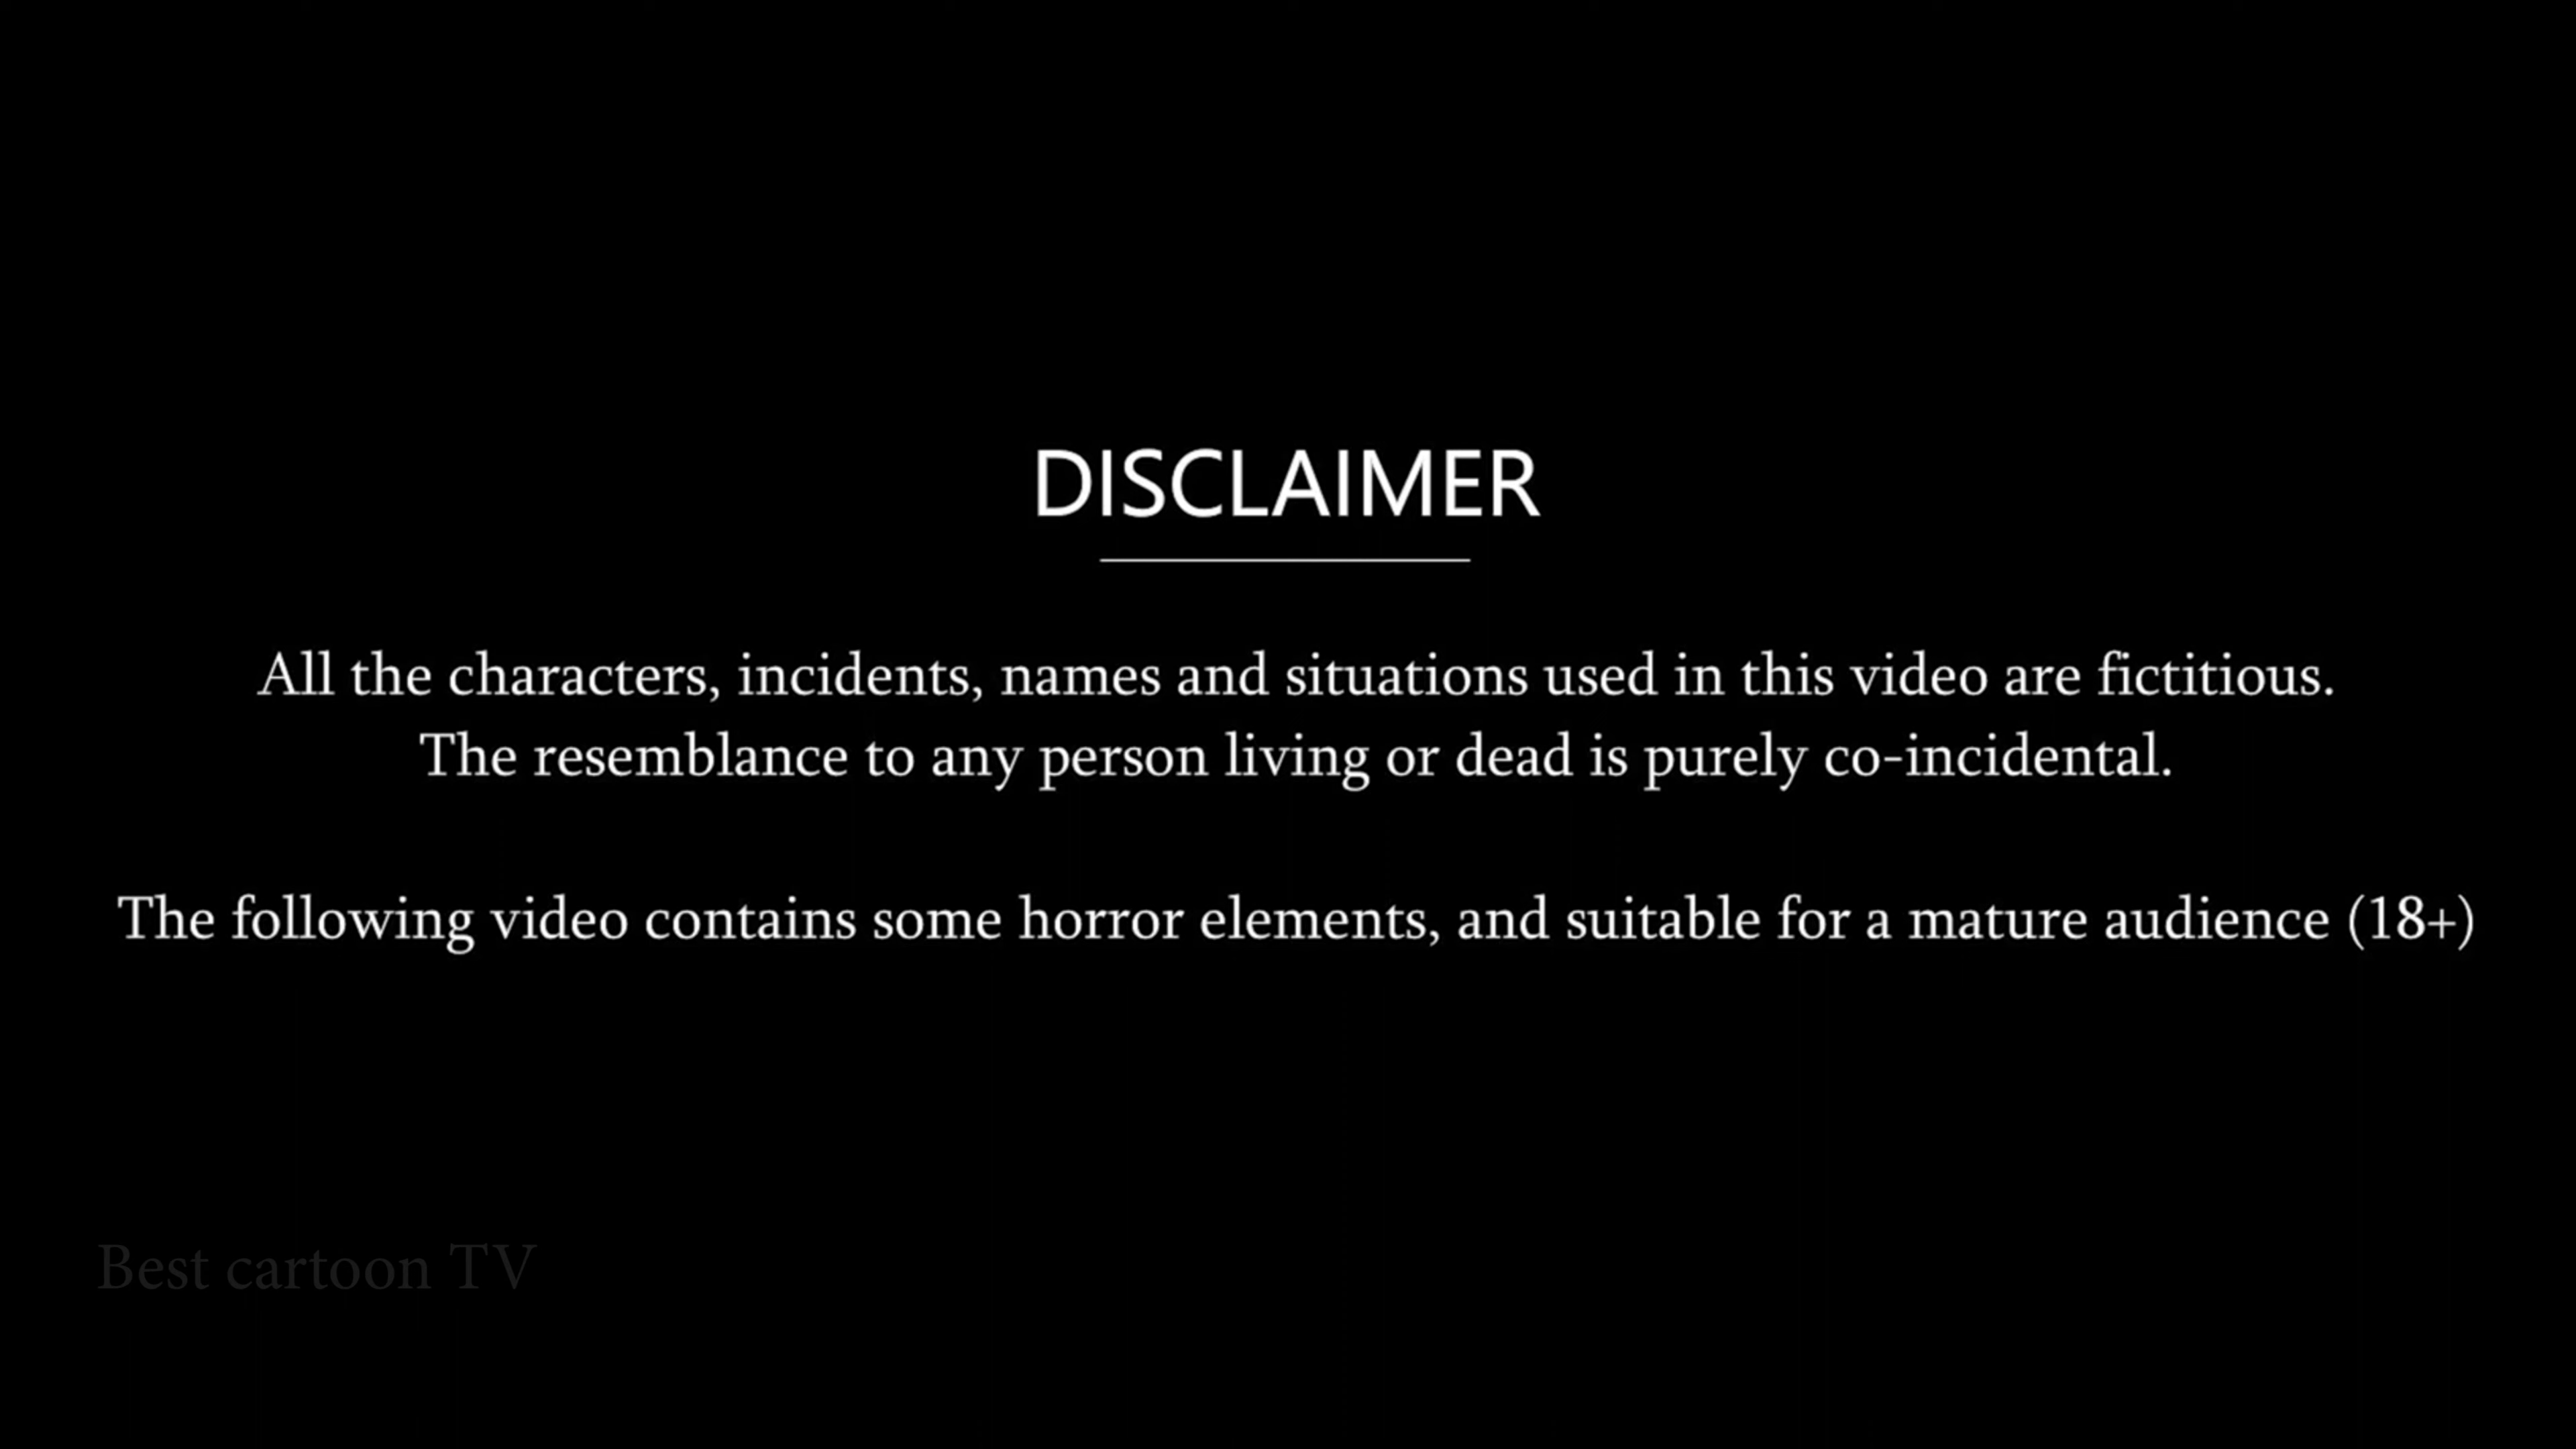 DISCLAIMER
All the characters, incidents, names and situations used in this video are fictitious.
The resemblance to any person living or dead is purely co-incidental.
The following video contains some horror elements, and suitable for a mature audience (18+)
Best cartoon TV